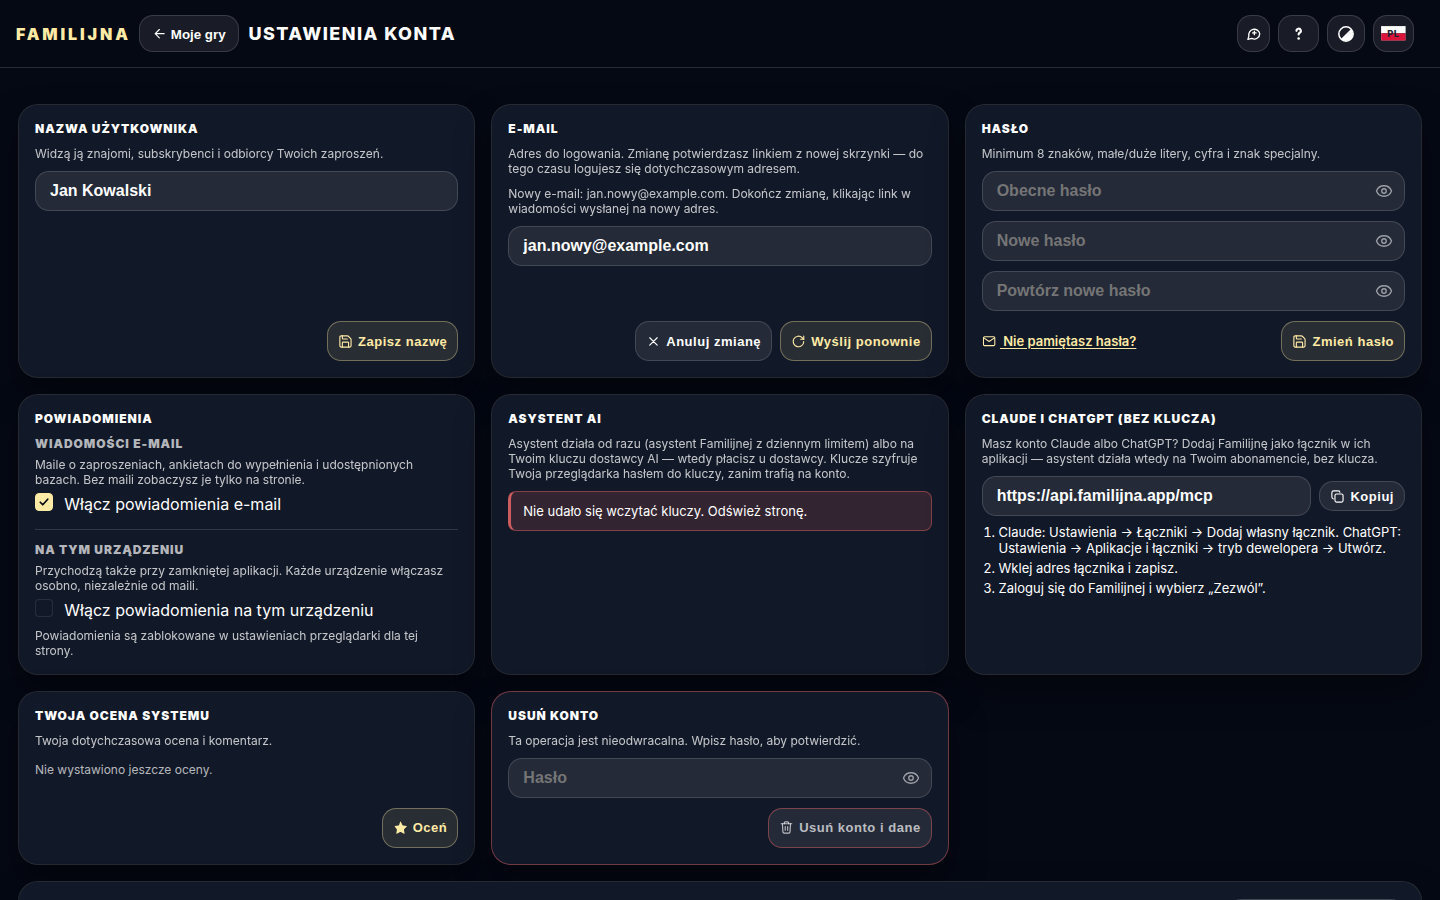 FAMILIJNA
Moje gry
USTAWIENIA KONTA
?
PL
NAZWA UŻYTKOWNIKA
Widzą ją znajomi, subskrybenci i odbiorcy Twoich zaproszeń.
Jan Kowalski
Zapisz nazwę
E-MAIL
Adres do logowania. Zmianę potwierdzasz linkiem z nowej skrzynki — do
tego czasu logujesz się dotychczasowym adresem.
Nowy e-mail: jan.nowy@example.com. Dokończ zmianę, klikając link w
wiadomości wysłanej na nowy adres.
jan.nowy@example.com
Anuluj zmianę
Wyślij ponownie
HASŁO
Minimum 8 znaków, małe/duże litery, cyfra i znak specjalny.
Obecne hasło
Nowe hasło
Powtórz nowe hasło
Nie pamiętasz hasła?
Zmień hasło
POWIADOMIENIA
WIADOMOŚCI E-MAIL
Maile o zaproszeniach, ankietach do wypełnienia i udostępnionych
bazach. Bez maili zobaczysz je tylko na stronie.
Włącz powiadomienia e-mail
NA TYM URZĄDZENIU
Przychodzą także przy zamkniętej aplikacji. Każde urządzenie włączasz
osobno, niezależnie od maili.
Włącz powiadomienia na tym urządzeniu
Powiadomienia są zablokowane w ustawieniach przeglądarki dla tej
strony.
ASYSTENT AI
Asystent działa od razu (asystent Familijnej z dziennym limitem) albo na
Twoim kluczu dostawcy AI — wtedy płacisz u dostawcy. Klucze szyfruje
Twoja przeglądarka hasłem do kluczy, zanim trafią na konto.
Nie udało się wczytać kluczy. Odśwież stronę.
CLAUDE I CHATGPT (BEZ KLUCZA)
Masz konto Claude albo ChatGPT? Dodaj Familijnę jako łącznik w ich
aplikacji — asystent działa wtedy na Twoim abonamencie, bez klucza.
https://api.familijna.app/mcp
Kopiuj
1. Claude: Ustawienia → Łączniki → Dodaj własny łącznik. ChatGPT:
Ustawienia → Aplikacje i łączniki → tryb dewelopera → Utwórz.
2. Wklej adres łącznika i zapisz.
3. Zaloguj się do Familijnej i wybierz „Zezwól”.
TWOJA OCENA SYSTEMU
Twoja dotychczasowa ocena i komentarz.
Nie wystawiono jeszcze oceny.
Oceń
USUŃ KONTO
Ta operacja jest nieodwracalna. Wpisz hasło, aby potwierdzić.
Hasło
Usuń konto i dane